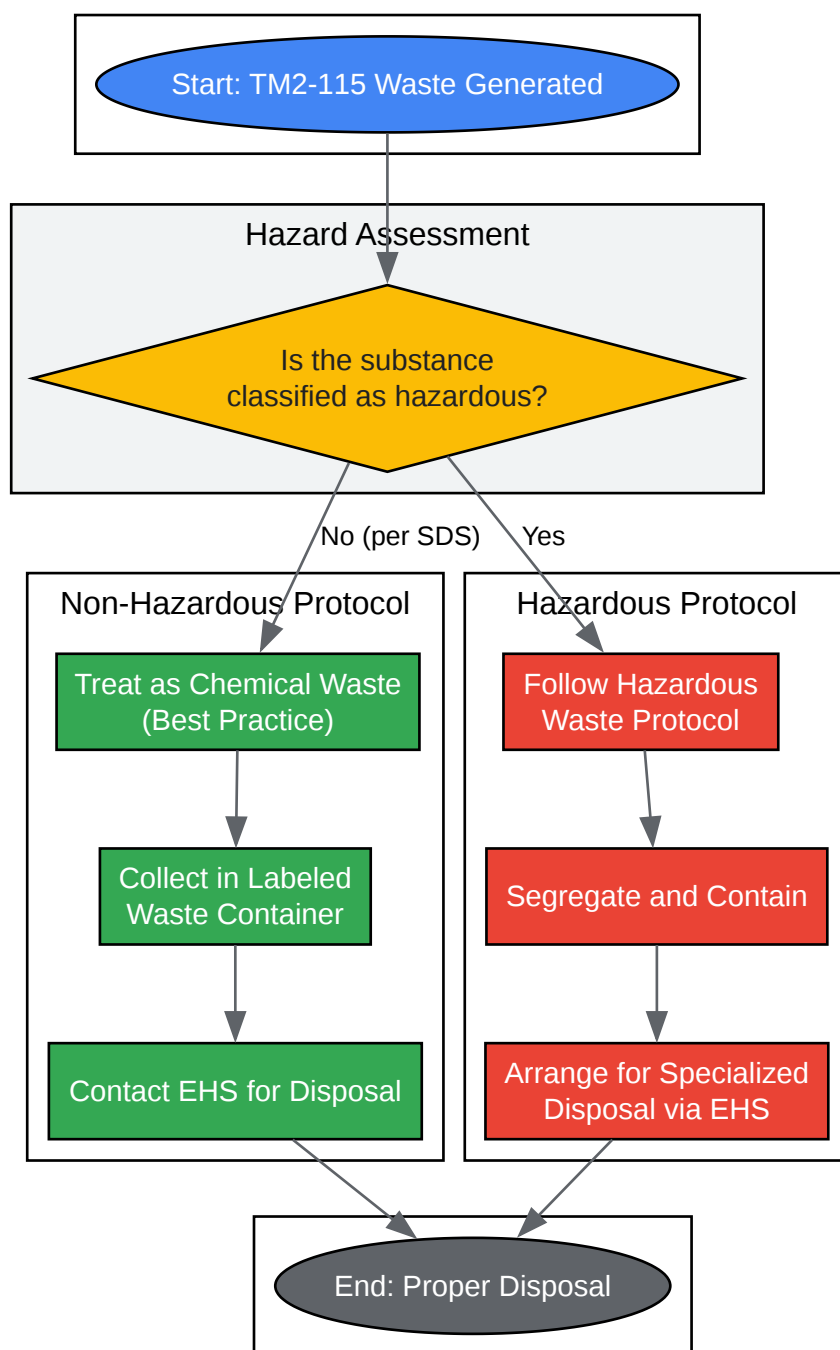 Start: TM2-115 Waste Generated
Hazard Assessment
Is the substance
classified as hazardous?
No (per SDS)
Yes
Non-Hazardous Protocol
Treat as Chemical Waste
(Best Practice)
Collect in Labeled
Waste Container
Contact EHS for Disposal
Hazardous Protocol
Follow Hazardous
Waste Protocol
Segregate and Contain
Arrange for Specialized
Disposal via EHS
End: Proper Disposal